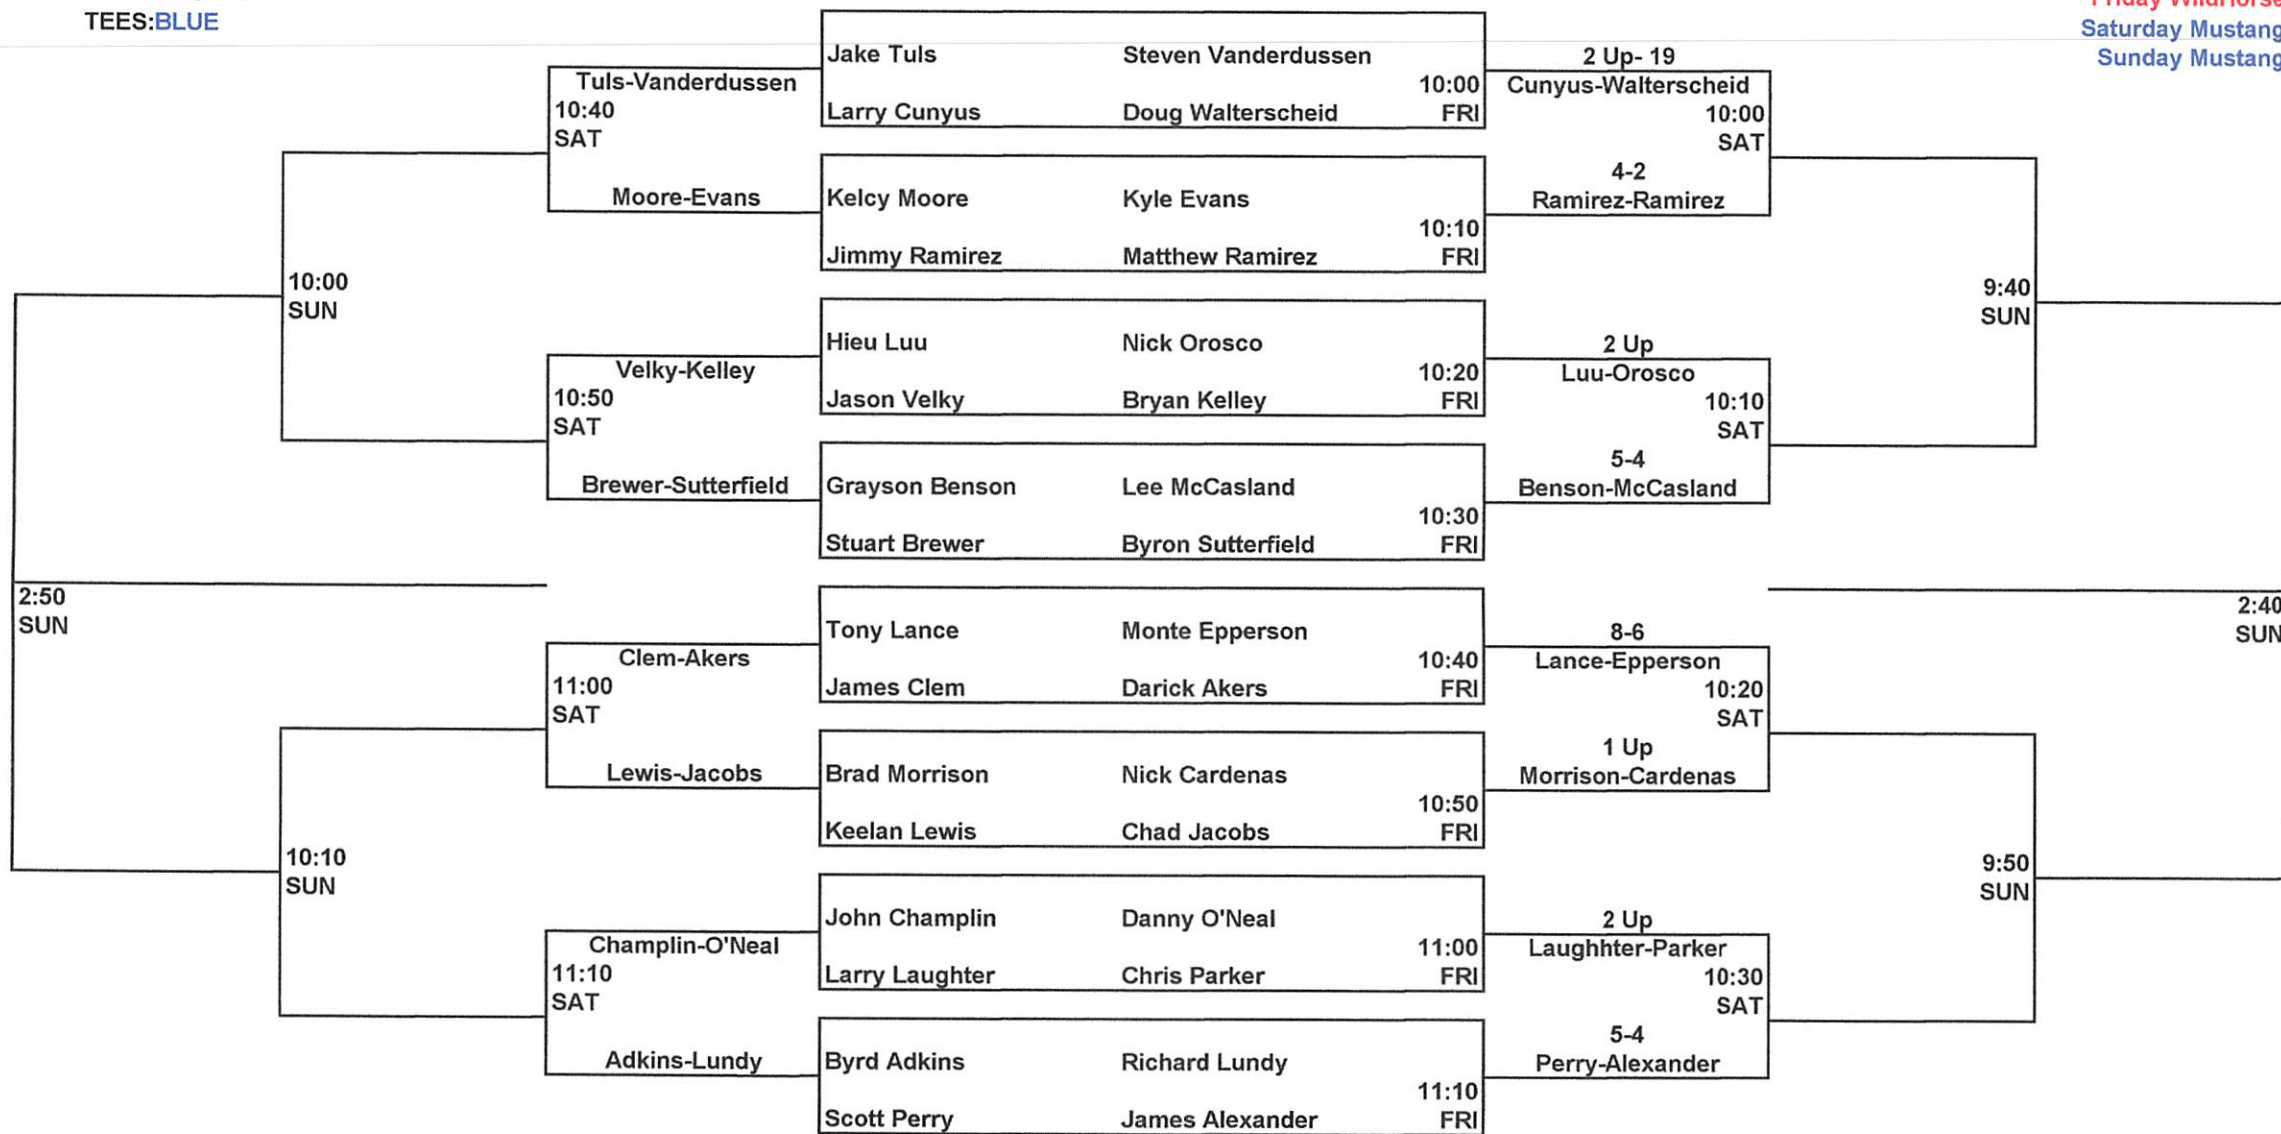 TEES:BLUE
Friday WildHorse
Saturday Mustang
Sunday Mustang
Jake Tuls Steven Vanderdussen
2 Up- 19
Tuls-Vanderdussen
10:00
Cunyus-Walterscheid
10:40
Larry Cunyus Doug Walterscheid FRI
10:00
SAT
SAT
4-2
Moore-Evans
Kelcy Moore Kyle Evans
Ramirez-Ramirez
10:10
Jimmy Ramirez Matthew Ramirez FRI
10:00
SUN
9:40
SUN
Hieu Luu Nick Orosco
2 Up
Velky-Kelley
10:20
Luu-Orosco
10:50
Jason Velky Bryan Kelley FRI
10:10
SAT
SAT
5-4
Brewer-Sutterfield
Grayson Benson Lee McCasland
Benson-McCasland
10:30
Stuart Brewer Byron Sutterfield FRI
2:50
SUN
2:40
SUN
Tony Lance Monte Epperson
8-6
Clem-Akers
10:40
Lance-Epperson
11:00
James Clem Darick Akers FRI
10:20
SAT
SAT
1 Up
Lewis-Jacobs
Brad Morrison Nick Cardenas
Morrison-Cardenas
10:50
Keelan Lewis Chad Jacobs FRI
10:10
SUN
9:50
SUN
John Champlin Danny O'Neal
2 Up
Champlin-O'Neal
11:00
Laughhter-Parker
11:10
Larry Laughter Chris Parker FRI
10:30
SAT
SAT
5-4
Adkins-Lundy
Byrd Adkins Richard Lundy
Perry-Alexander
11:10
Scott Perry James Alexander FRI